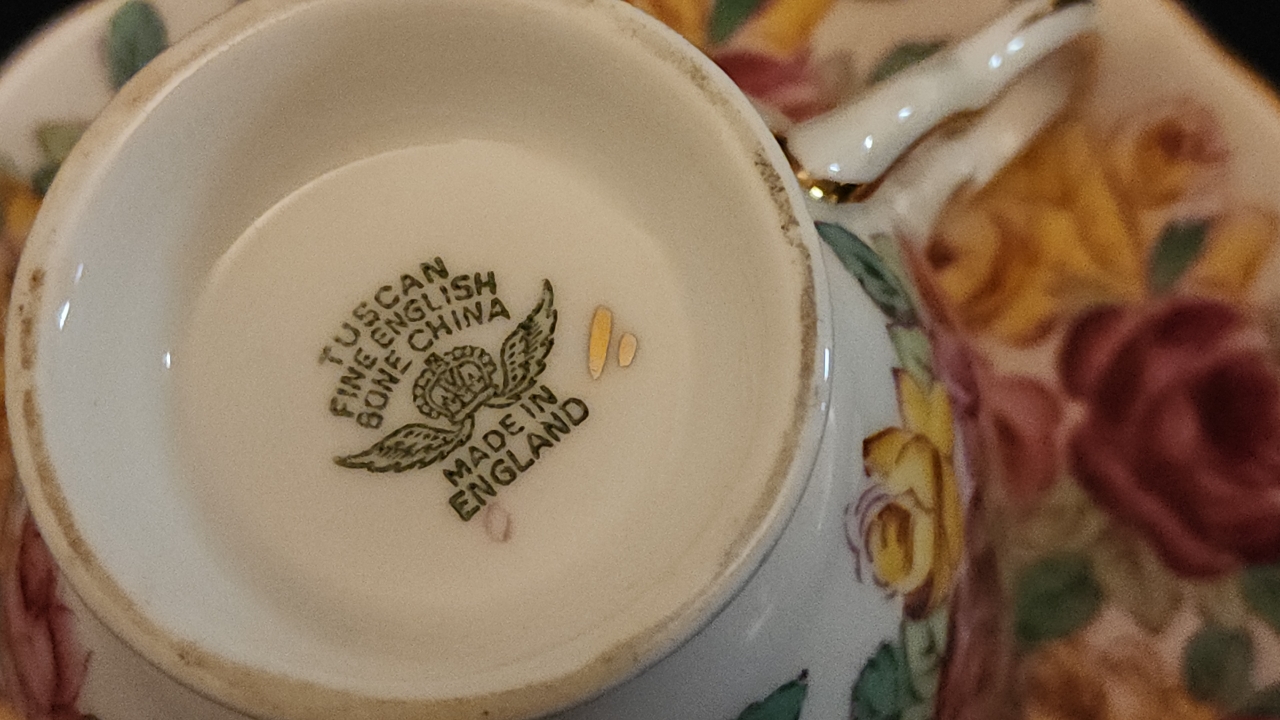 TUSCAN
FINE ENGLISH
BONE CHINA
MADE IN
ENGLAND